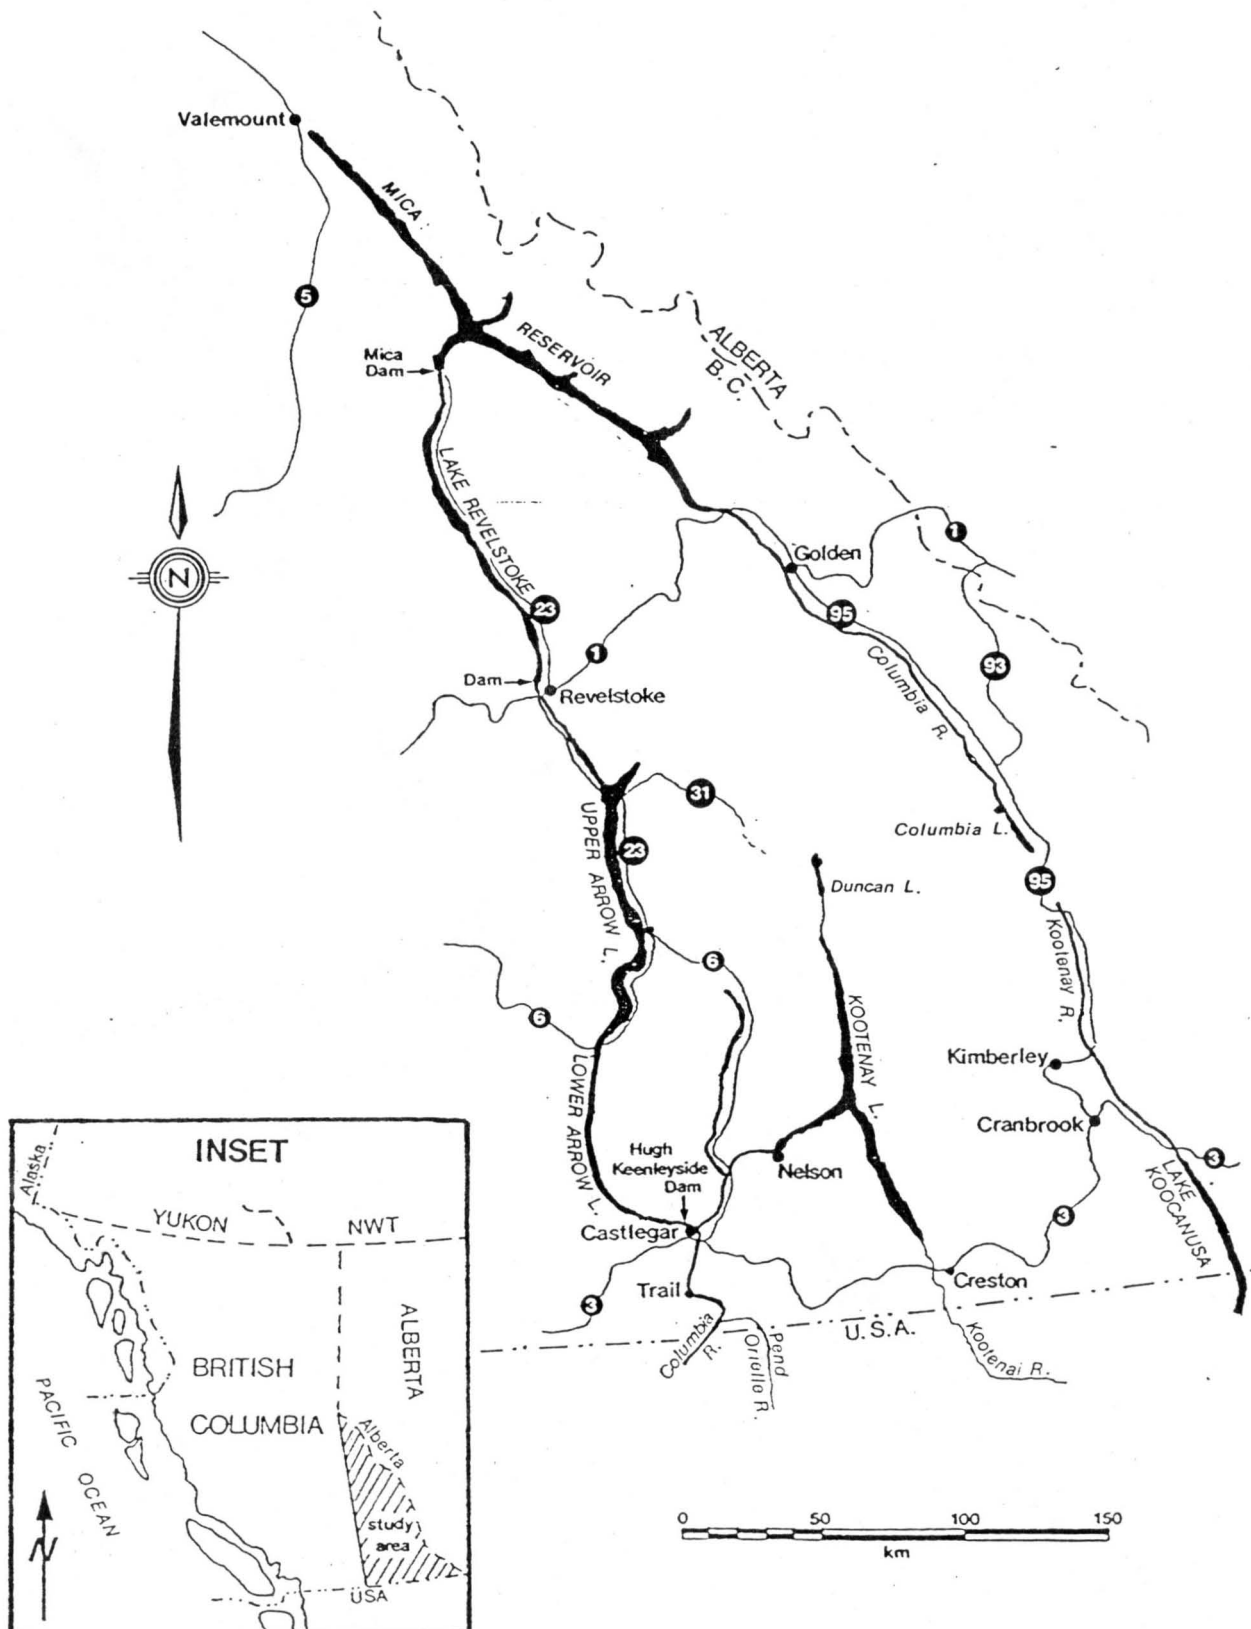 Valemount
MICA
5
RESERVOIR
ALBERTA
B.C.
Mica
Dam
LAKE REVELSTOKE
N
Golden
1
23
95
1
93
Columbia R.
Dam
Revelstoke
31
UPPER ARROW L.
23
Columbia L.
Duncan L.
95
6
6
Kootenay R.
KOOTENAY L.
LOWER ARROW L.
Kimberley
Cranbrook
Hugh
Keenleyside
Dam
Nelson
3
LAKE
KOOCANUSA
Castlegar
3
Creston
Trail
3
U.S.A.
Columbia
R.
Pend
Oriolle R.
Kootenai R.
INSET
Alaska
YUKON
NWT
ALBERTA
BRITISH
COLUMBIA
PACIFIC OCEAN
Alberta
study
area
N
USA
0 50 100 150
km